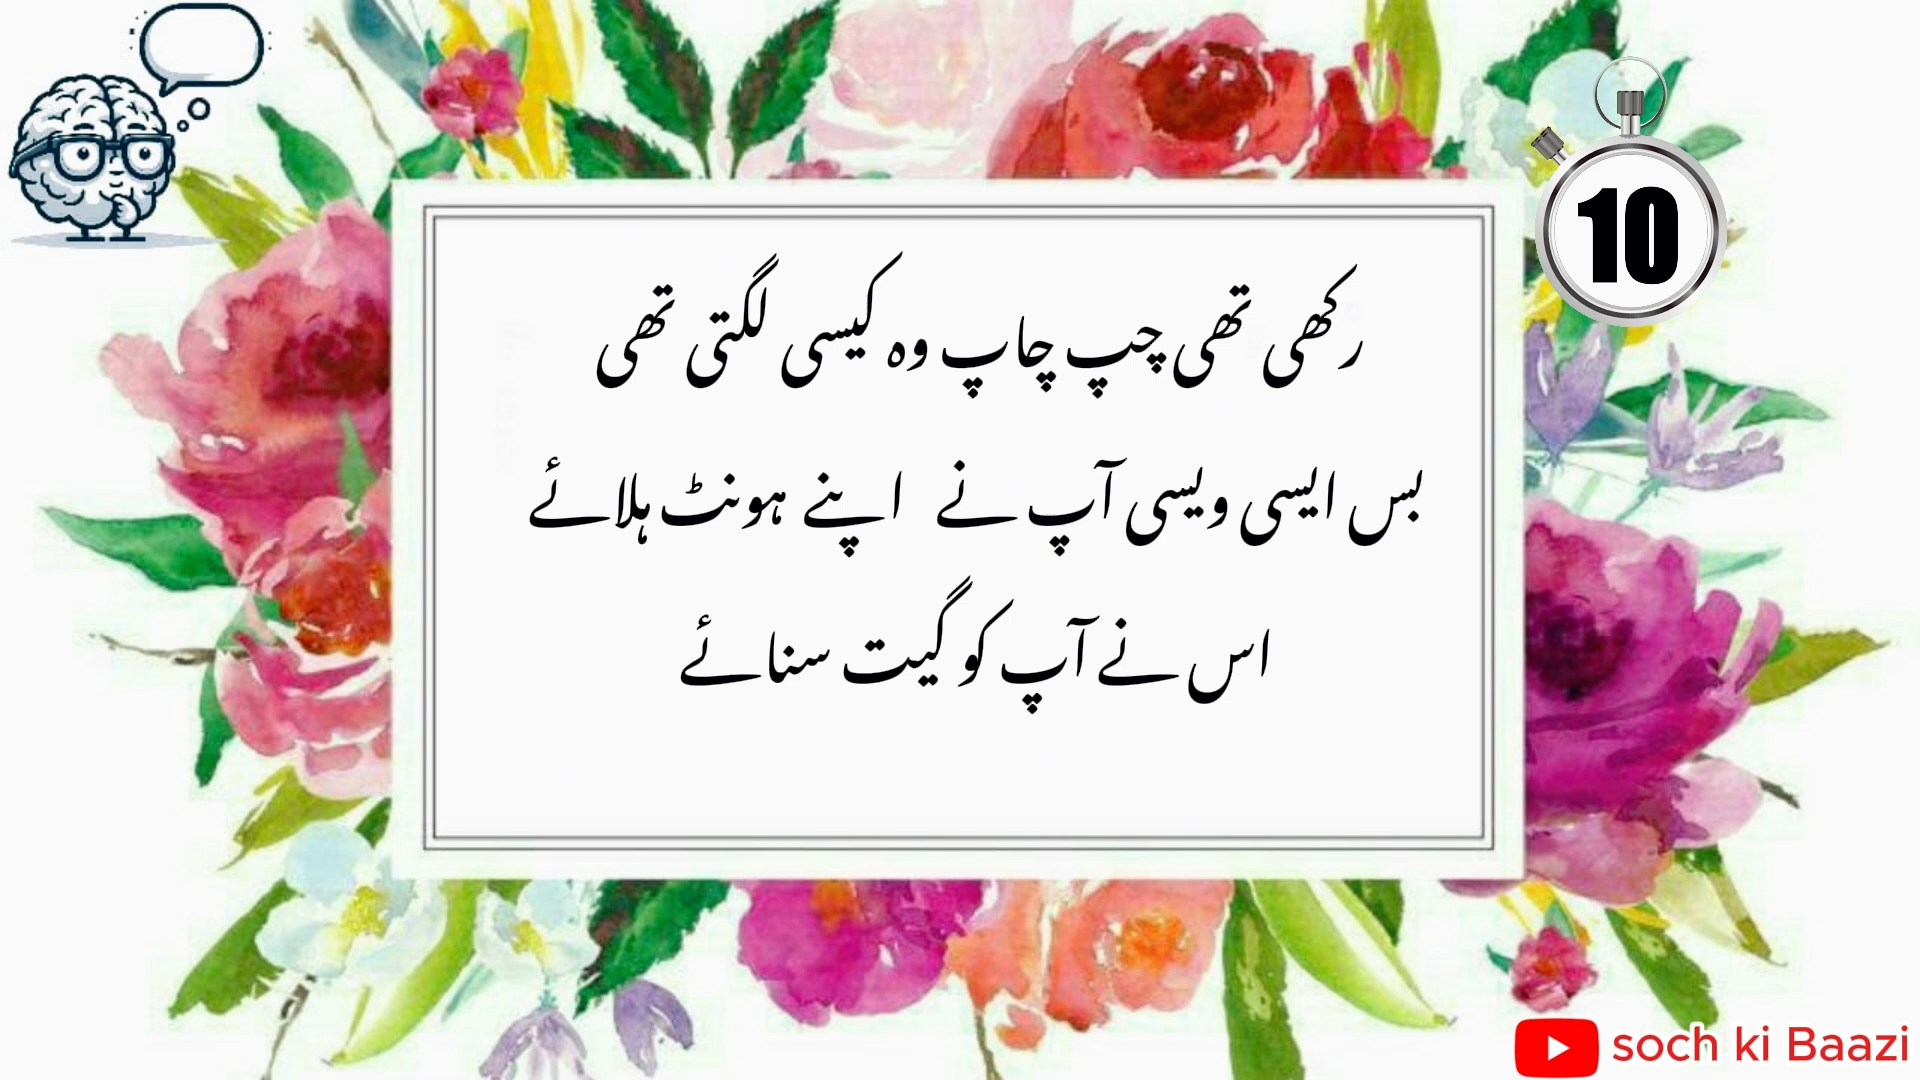 10
رکھی تھی چپ چاپ وہ کیسی لگتی تھی
بس ایسی ویسی آپ نے اپنے ہونٹ ہلائے
اس نے آپ کو گیت سنائے
soch ki Baazi